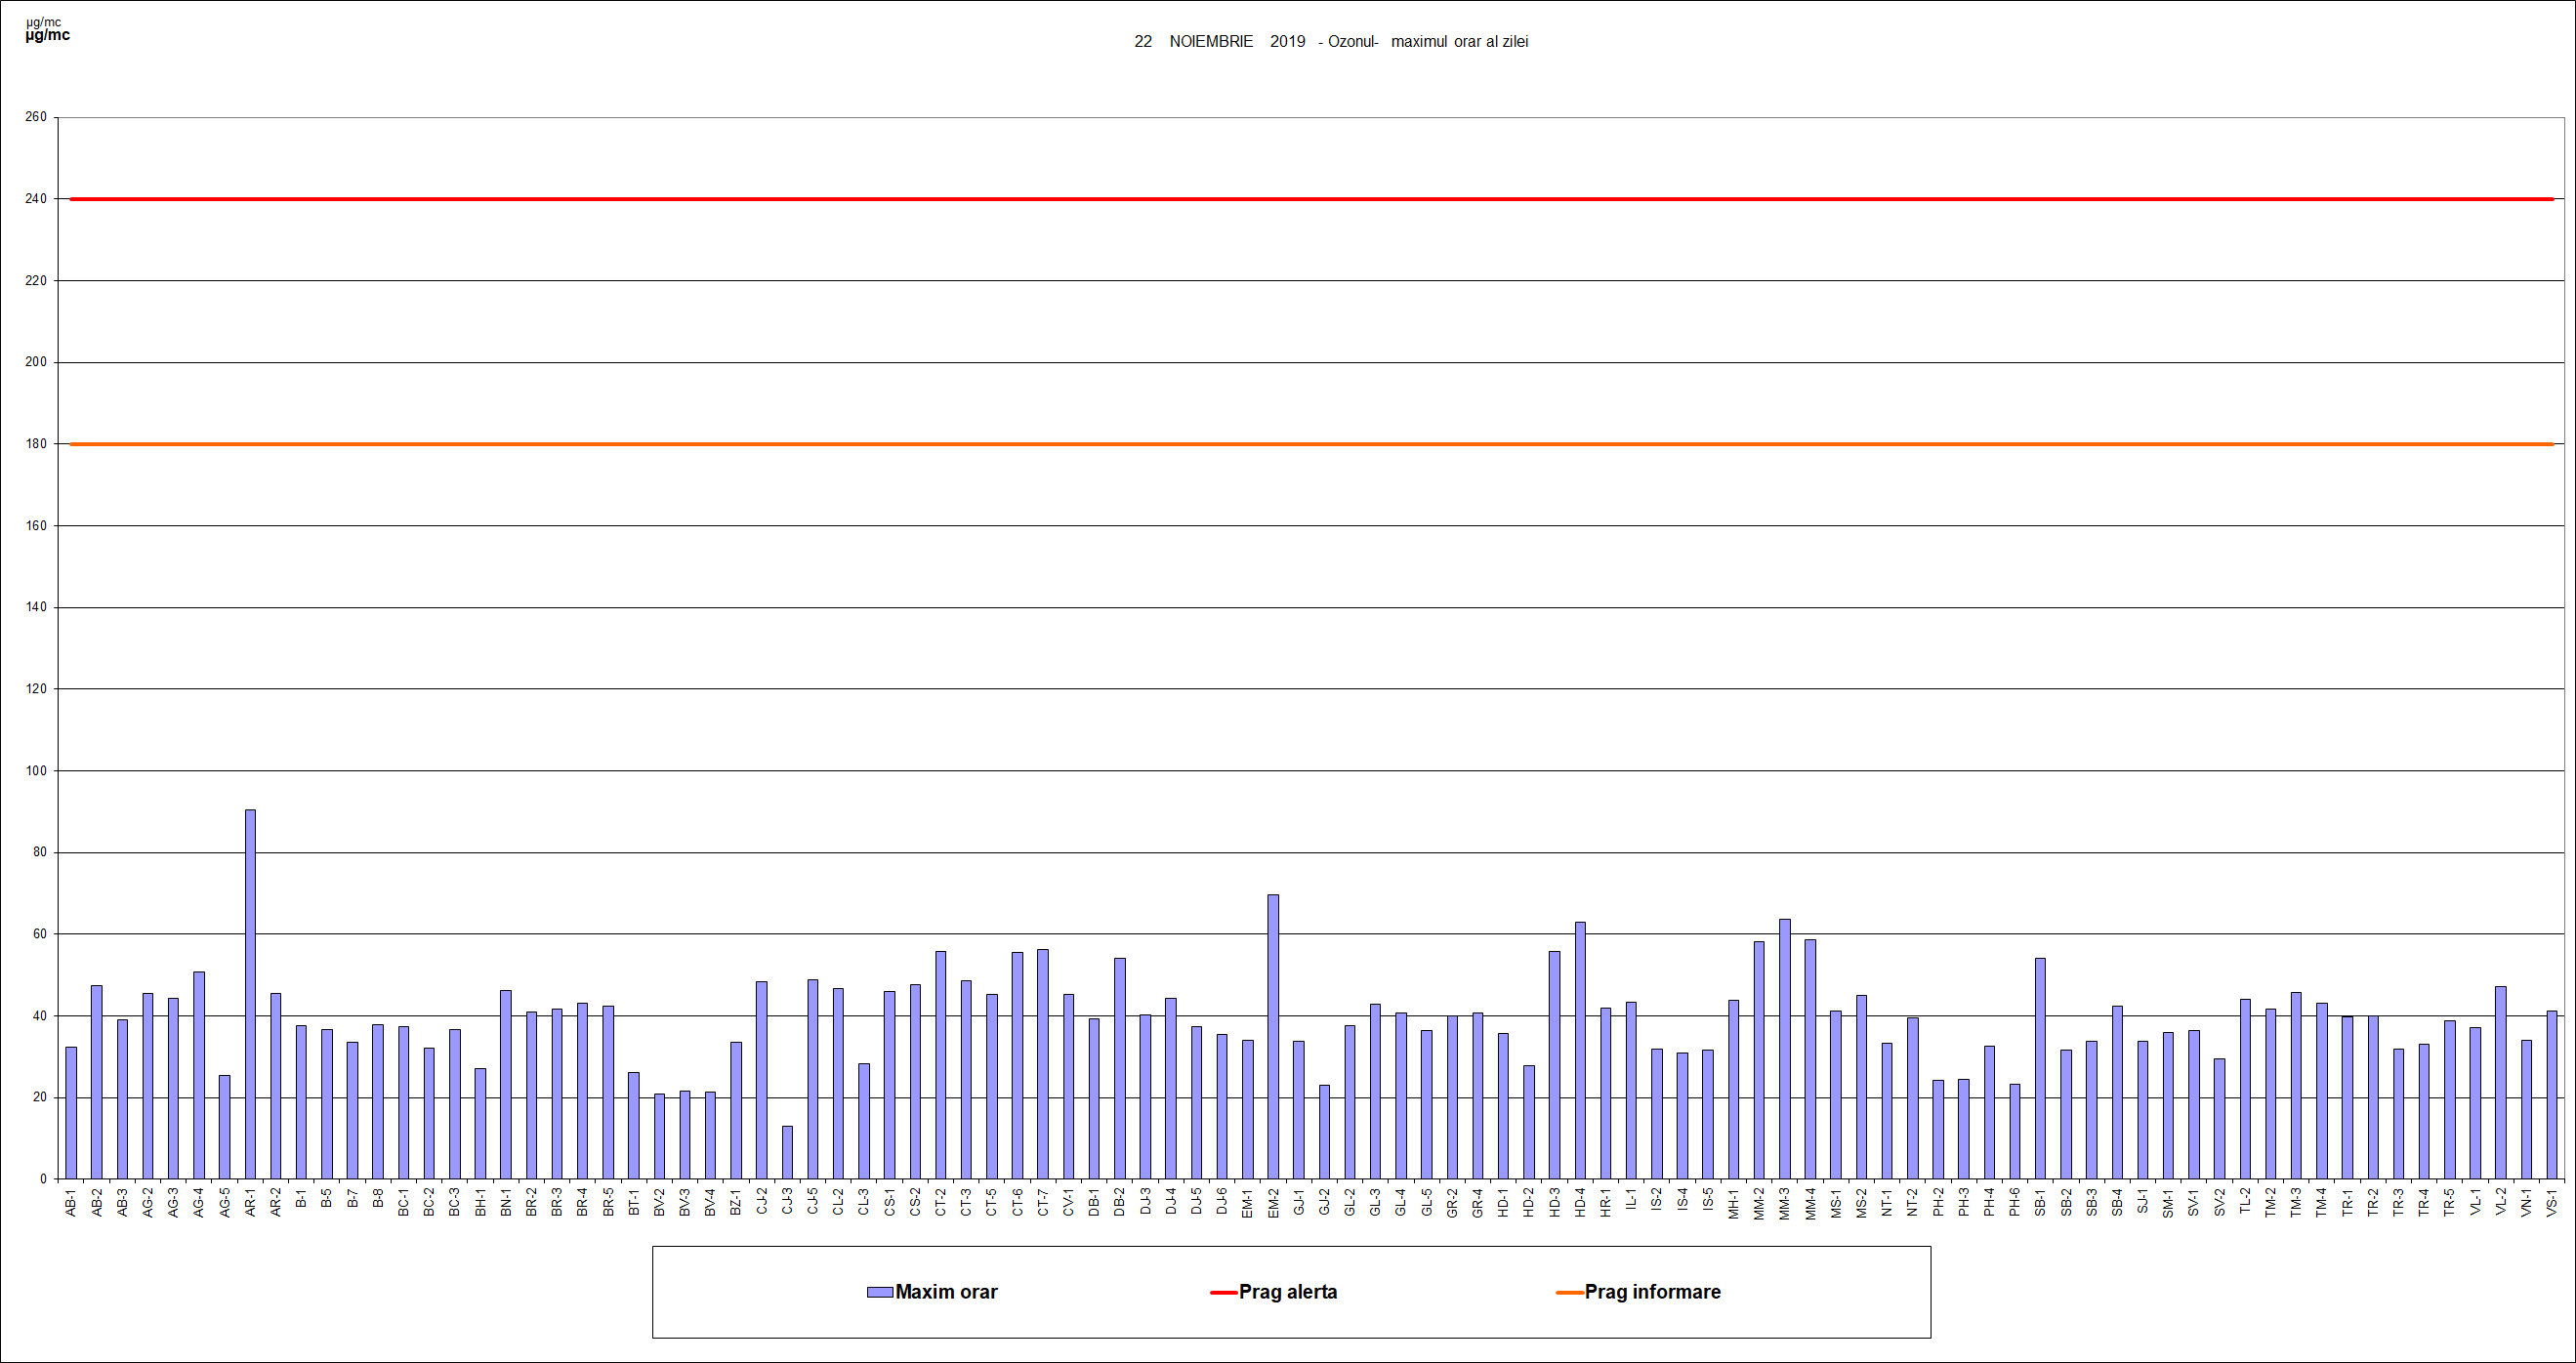 µg/mc
µg/mc
22 NOIEMBRIE 2019 - Ozonul- maximul orar al zilei
260
240
220
200
180
160
140
120
100
80
60
40
20
0
AB-1 AB-2 AB-3 AG-2 AG-3 AG-4 AG-5 AR-1 AR-2 B-1 B-5 B-7 B-8 BC-1 BC-2 BC-3 BH-1 BN-1 BR-2 BR-3 BR-4 BR-5 BT-1 BV-2 BV-3 BV-4 BZ-1 CJ-2 CJ-3 CJ-5 CL-2 CL-3 CS-1 CS-2 CT-2 CT-3 CT-5 CT-6 CT-7 CV-1 DB-1 DB-2 DJ-3 DJ-4 DJ-5 DJ-6 EM-1 EM-2 GJ-1 GJ-2 GL-2 GL-3 GL-4 GL-5 GR-2 GR-4 HD-1 HD-2 HD-3 HD-4 HR-1 IL-1 IS-2 IS-4 IS-5 MH-1 MM-2 MM-3 MM-4 MS-1 MS-2 NT-1 NT-2 PH-2 PH-3 PH-4 PH-6 SB-1 SB-2 SB-3 SB-4 SJ-1 SM-1 SV-1 SV-2 TL-2 TM-2 TM-3 TM-4 TR-1 TR-2 TR-3 TR-4 TR-5 VL-1 VL-2 VN-1 VS-1
Maxim orar Prag alerta Prag informare